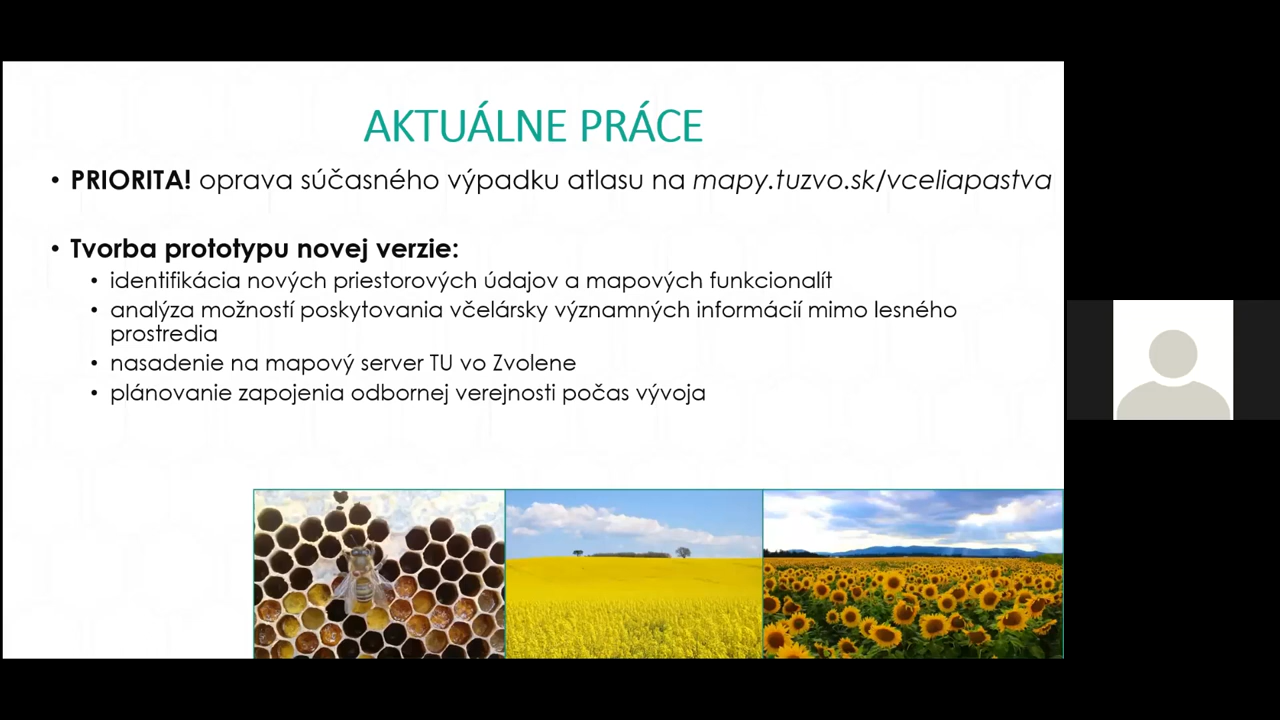 AKTUÁLNE PRÁCE
• PRIORITA! oprava súčasného výpadku atlasu na mapy.tuzvo.sk/vceliapastva
• Tvorba prototypu novej verzie:
• identifikácia nových priestorových údajov a mapových funkcionalít
• analýza možností poskytovania včelársky významných informácií mimo lesného
prostredia
• nasadenie na mapový server TU vo Zvolene
• plánovanie zapojenia odbornej verejnosti počas vývoja